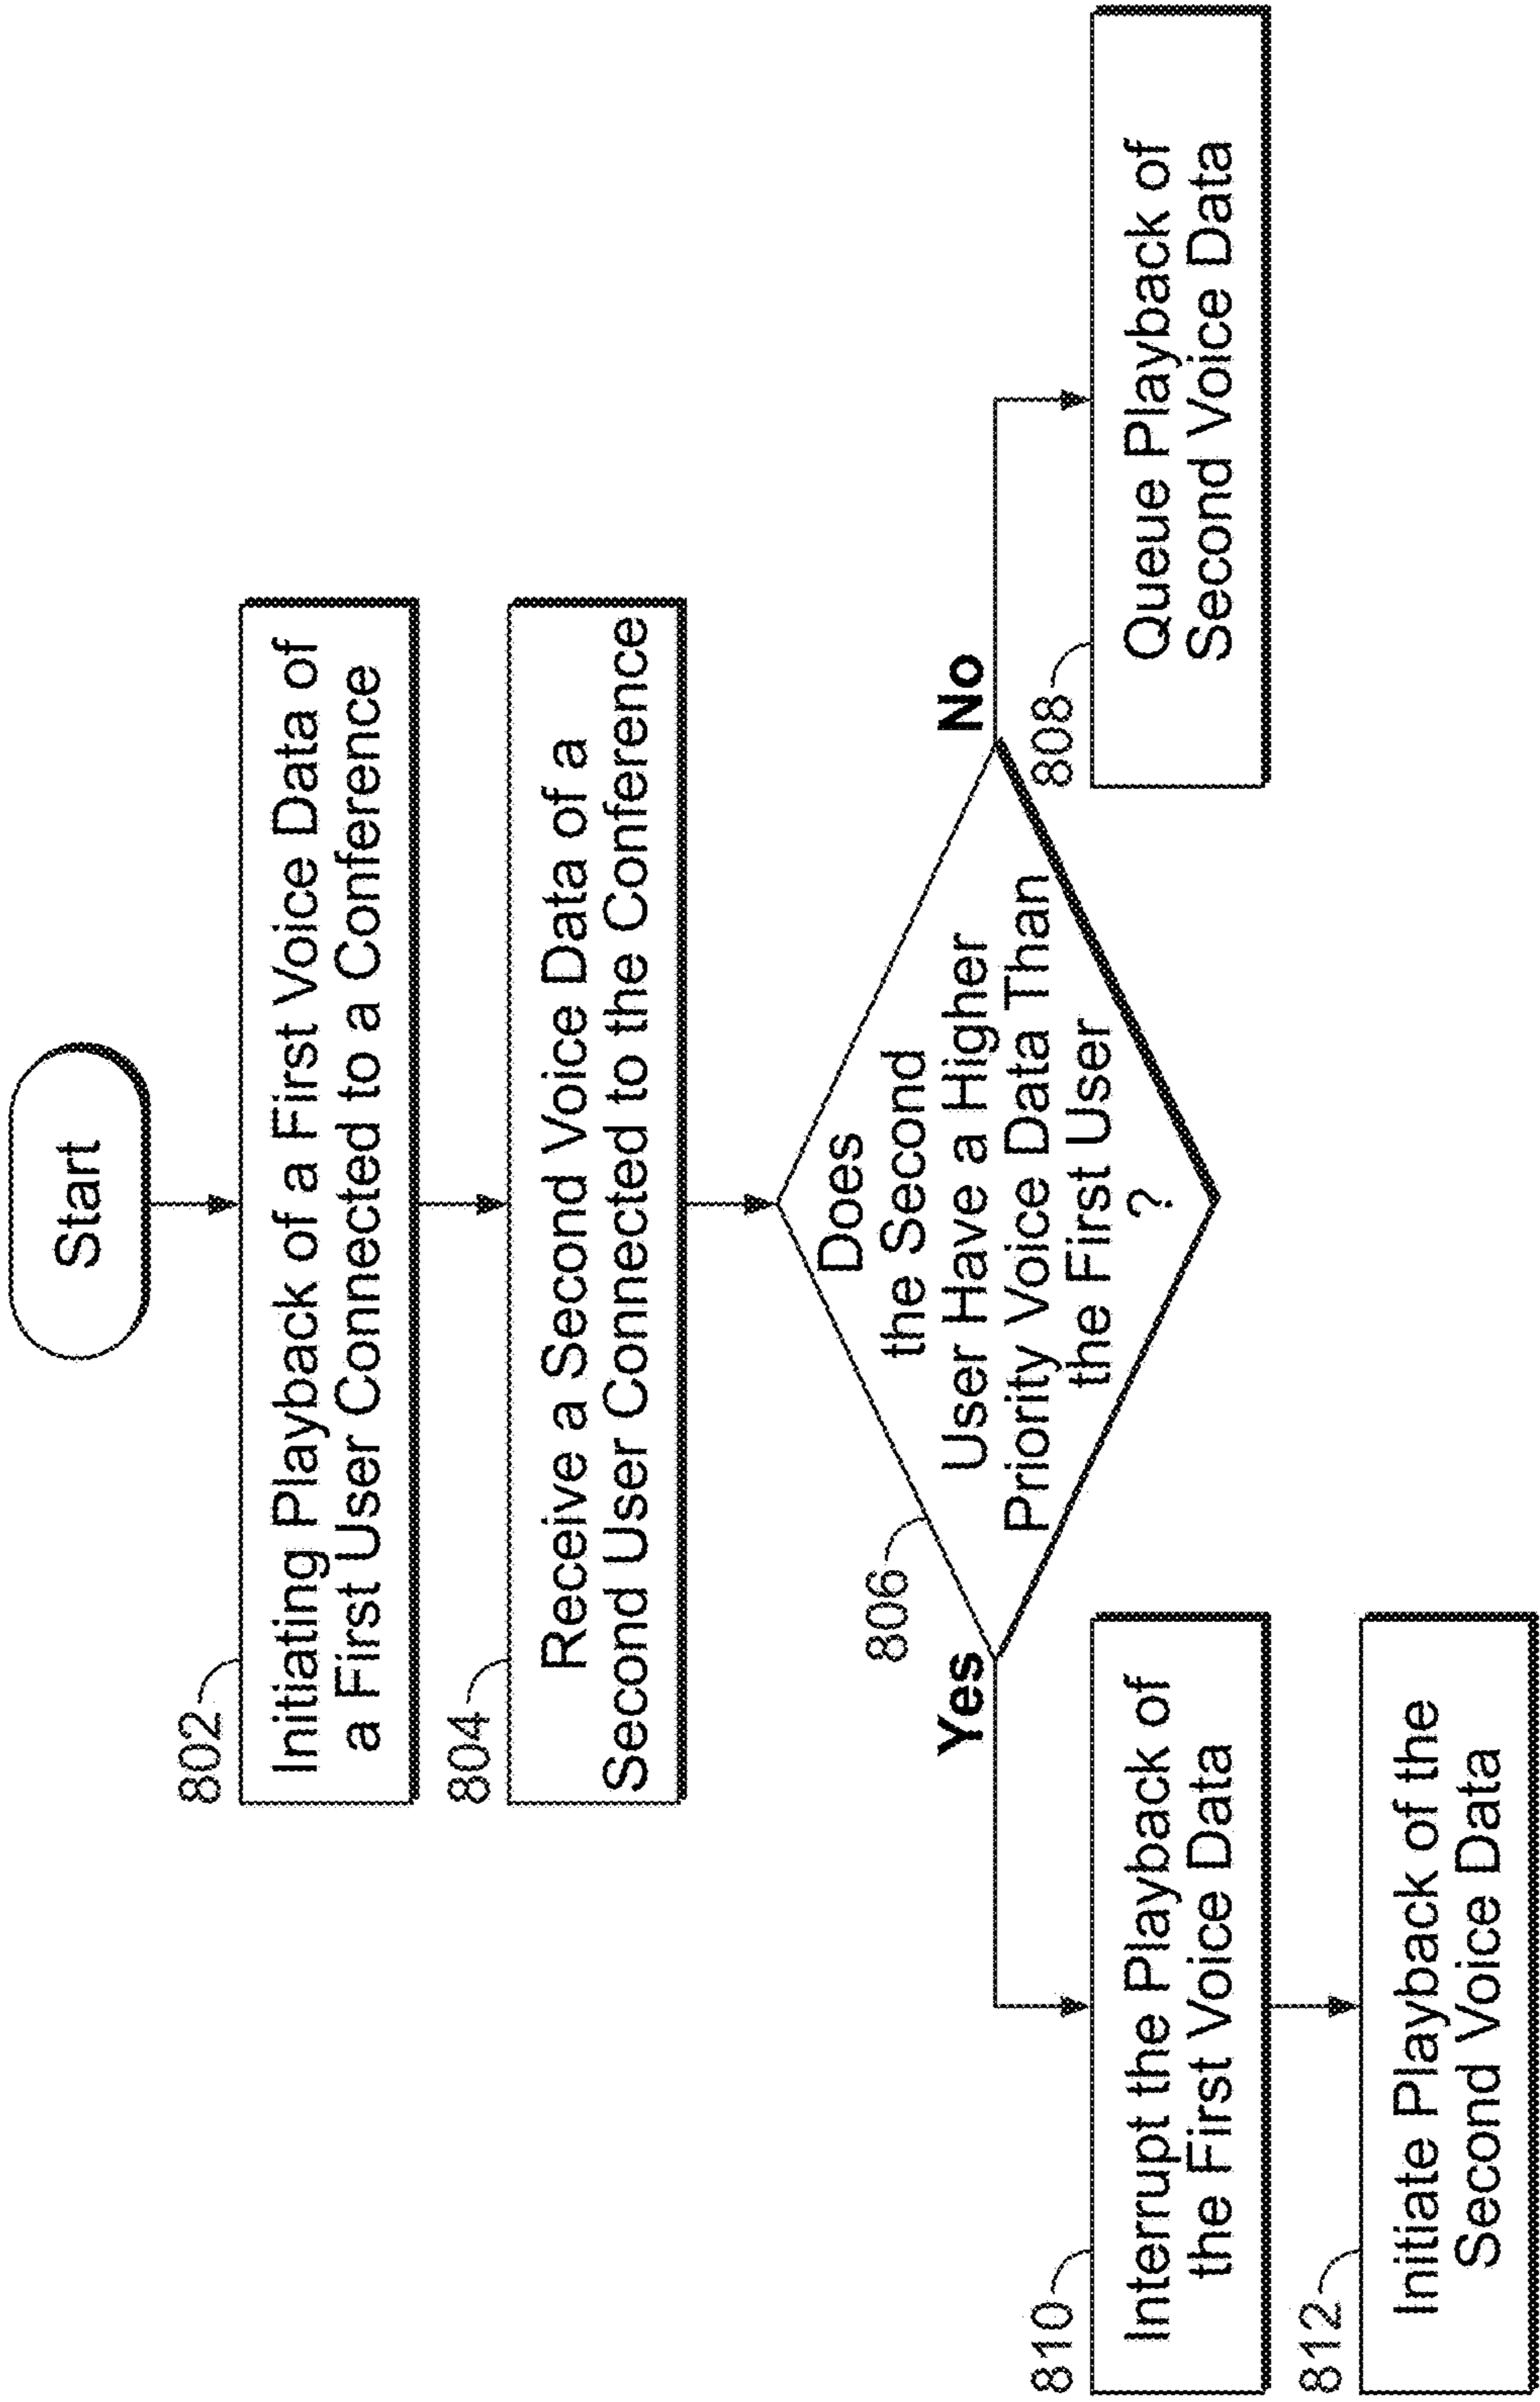 Start
802
Initiating Playback of a First Voice Data of
a First User Connected to a Conference
804
Receive a Second Voice Data of a
Second User Connected to the Conference
806
Does
the Second
User Have a Higher
Priority Voice Data Than
the First User
?
Yes
No
810
Interrupt the Playback of
the First Voice Data
808
Queue Playback of
Second Voice Data
812
Initiate Playback of the
Second Voice Data